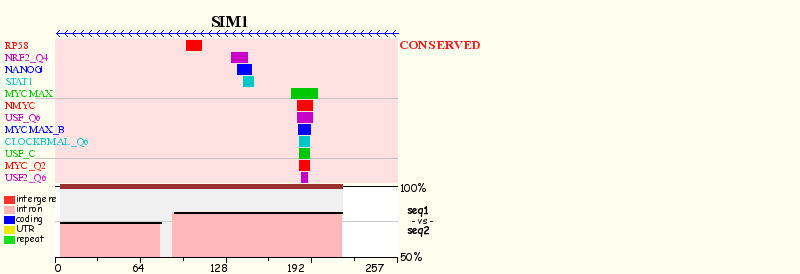 SIM1
RP58
CONSERVED
NRF2_Q4
NANOG
STAT1
MYCMAX
NMYC
USF_Q6
MYCMAX_B
CLOCKBMAL_Q6
USF_C
MYC_Q2
USF2_Q6
100%
intergene
intron
coding
UTR
repeat
seq1
- vs -
seq2
50%
0 64 128 192 257